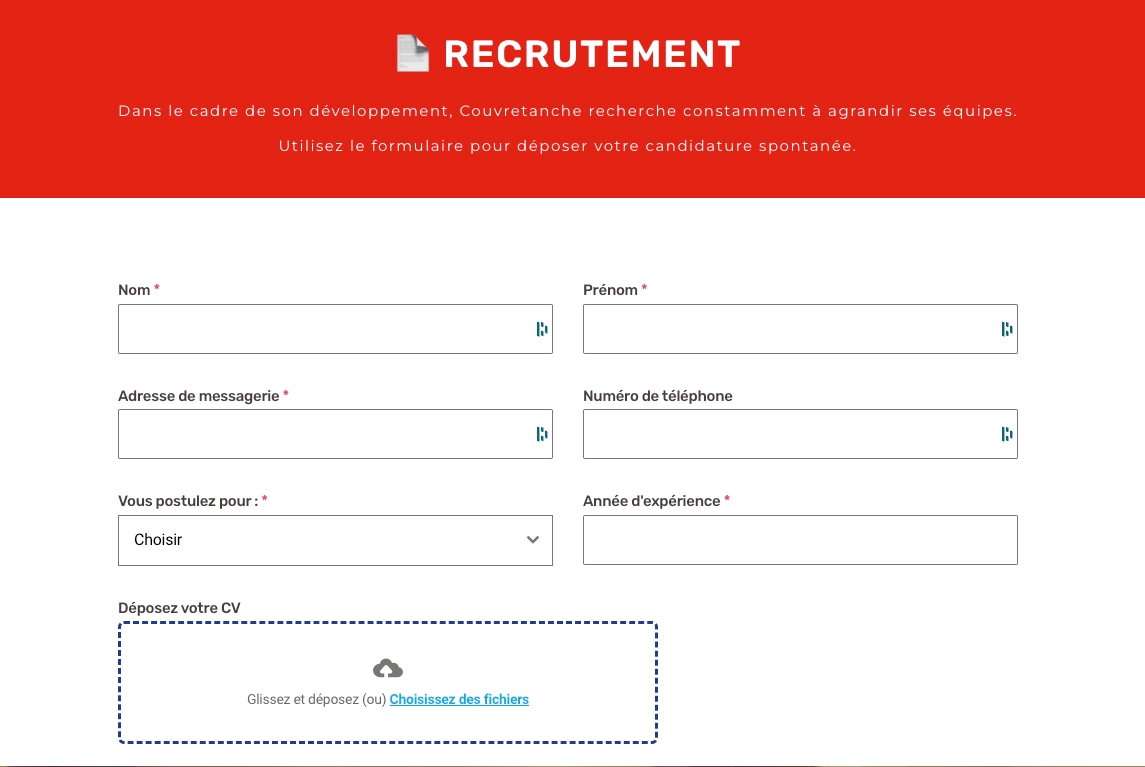 RECRUTEMENT
Dans le cadre de son développement, Couvretanche recherche constamment à agrandir ses équipes.
Utilisez le formulaire pour déposer votre candidature spontanée.
Nom *
Prénom *
Adresse de messagerie *
Numéro de téléphone
Vous postulez pour : *
Année d'expérience *
Choisir
Déposez votre CV
Glissez et déposez (ou) Choisissez des fichiers